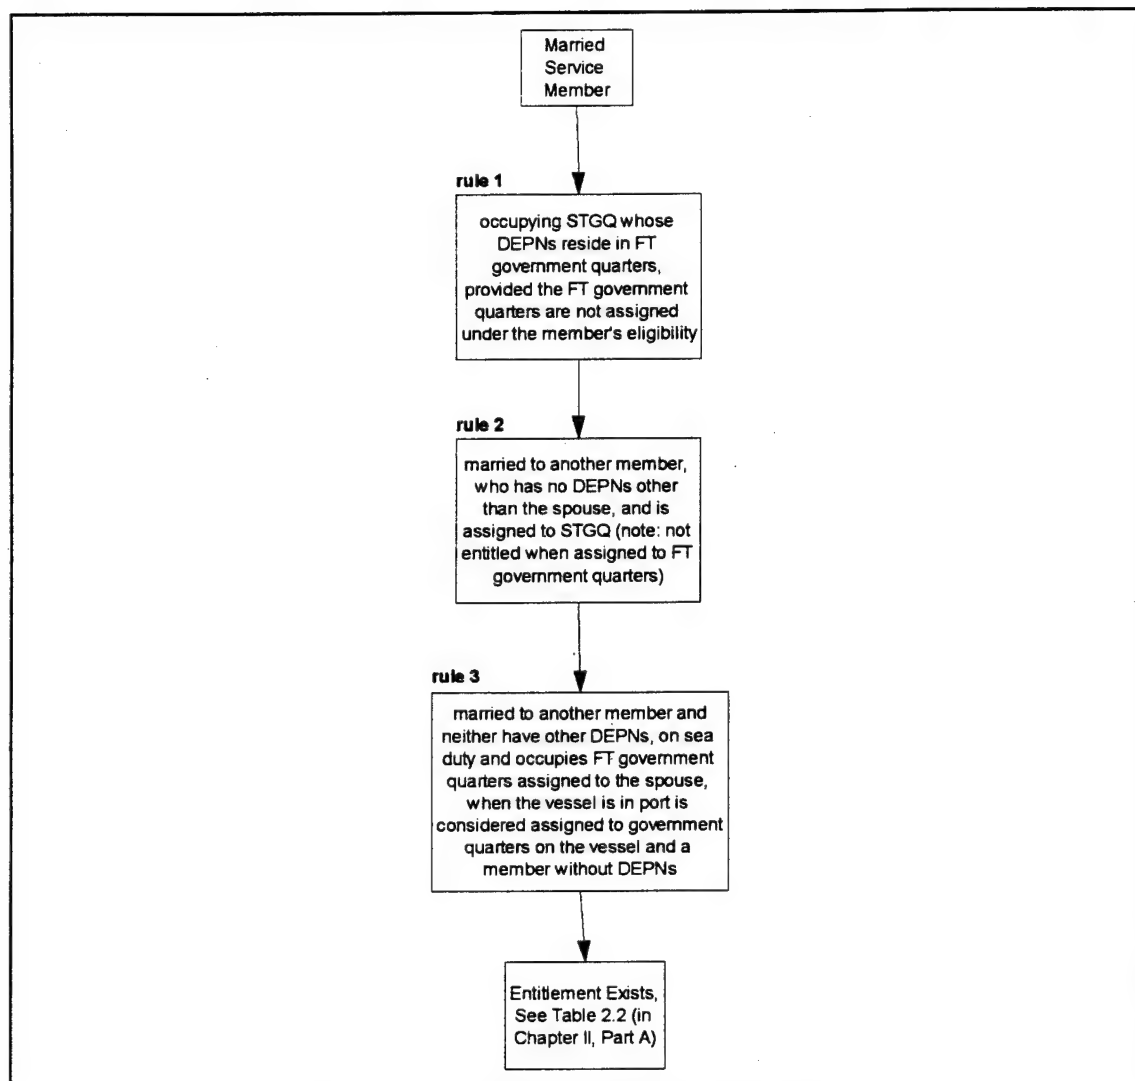 Married
Service
Member
rule 1
occupying STGQ whose
DEPNs reside in FT
government quarters,
provided the FT government
quarters are not assigned
under the member's eligibility
rule 2
married to another member,
who has no DEPNs other
than the spouse, and is
assigned to STGQ (note: not
entitled when assigned to FT
government quarters)
rule 3
married to another member and
neither have other DEPNs, on sea
duty and occupies FT government
quarters assigned to the spouse,
when the vessel is in port is
considered assigned to government
quarters on the vessel and a
member without DEPNs
Entitlement Exists,
See Table 2.2 (in
Chapter II, Part A)